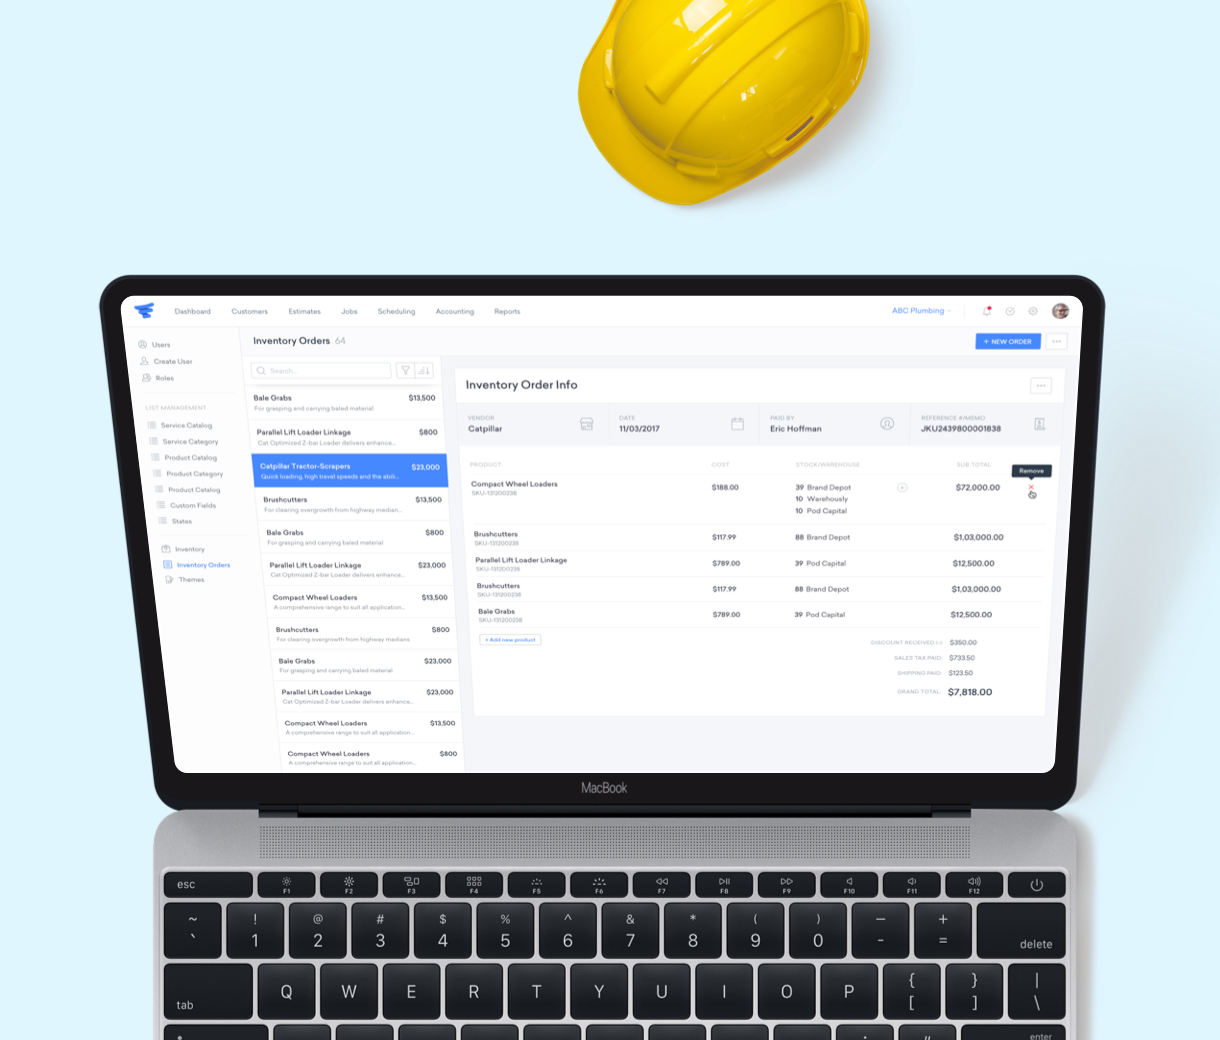 Dashboard Customers Estimates Jobs Scheduling Accounting Reports ABC Plumbing
Users
Create User
Roles
LIST MANAGEMENT
Service Catalog
Service Category
Product Catalog
Product Category
Product Catalog
Custom Fields
States
Inventory
Inventory Orders
Themes
Inventory Orders 64
+ NEW ORDER
Search...
Bale Grabs $13,500
For grasping and carrying baled material
Parallel Lift Loader Linkage $800
Cat Optimized Z-bar Loader delivers enhance...
Catpillar Tractor-Scrapers $23,000
Quick loading, high travel speeds and the abili...
Brushcutters $13,500
For clearing overgrowth from highway median...
Bale Grabs $800
For grasping and carrying baled material
Parallel Lift Loader Linkage $23,000
Cat Optimized Z-bar Loader delivers enhance...
Compact Wheel Loaders $13,500
A comprehensive range to suit all application...
Brushcutters $800
For clearing overgrowth from highway medians
Bale Grabs $23,000
For grasping and carrying baled material
Parallel Lift Loader Linkage $23,000
Cat Optimized Z-bar Loader delivers enhance...
Compact Wheel Loaders $13,500
A comprehensive range to suit all application...
Compact Wheel Loaders $800
A comprehensive range to suit all application...
Inventory Order Info
VENDOR
Catpillar
DATE
11/03/2017
PAID BY
Eric Hoffman
REFERENCE #/MEMO
JKU2439800001838
PRODUCT COST STOCK/WAREHOUSE SUB TOTAL
Remove
Compact Wheel Loaders $188.00 39 Brand Depot $72,000.00
SKU-131200238
10 Warehously
10 Pod Capital
Brushcutters $117.99 88 Brand Depot $1,03,000.00
SKU-131200238
Parallel Lift Loader Linkage $789.00 39 Pod Capital $12,500.00
SKU-131200238
Brushcutters $117.99 88 Brand Depot $1,03,000.00
SKU-131200238
Bale Grabs $789.00 39 Pod Capital $12,500.00
SKU-131200238
+ Add new product
DISCOUNT RECEIVED (-): $350.00
SALES TAX PAID: $733.50
SHIPPING PAID: $123.50
GRAND TOTAL: $7,818.00
MacBook
esc F1 F2 F3 F4 F5 F6 F7 F8 F9 F10 F11 F12
~ ! @ # $ % ^ & * ( ) — +
` 1 2 3 4 5 6 7 8 9 0 - = delete
tab Q W E R T Y U I O P { [ } ] | \
: " enter